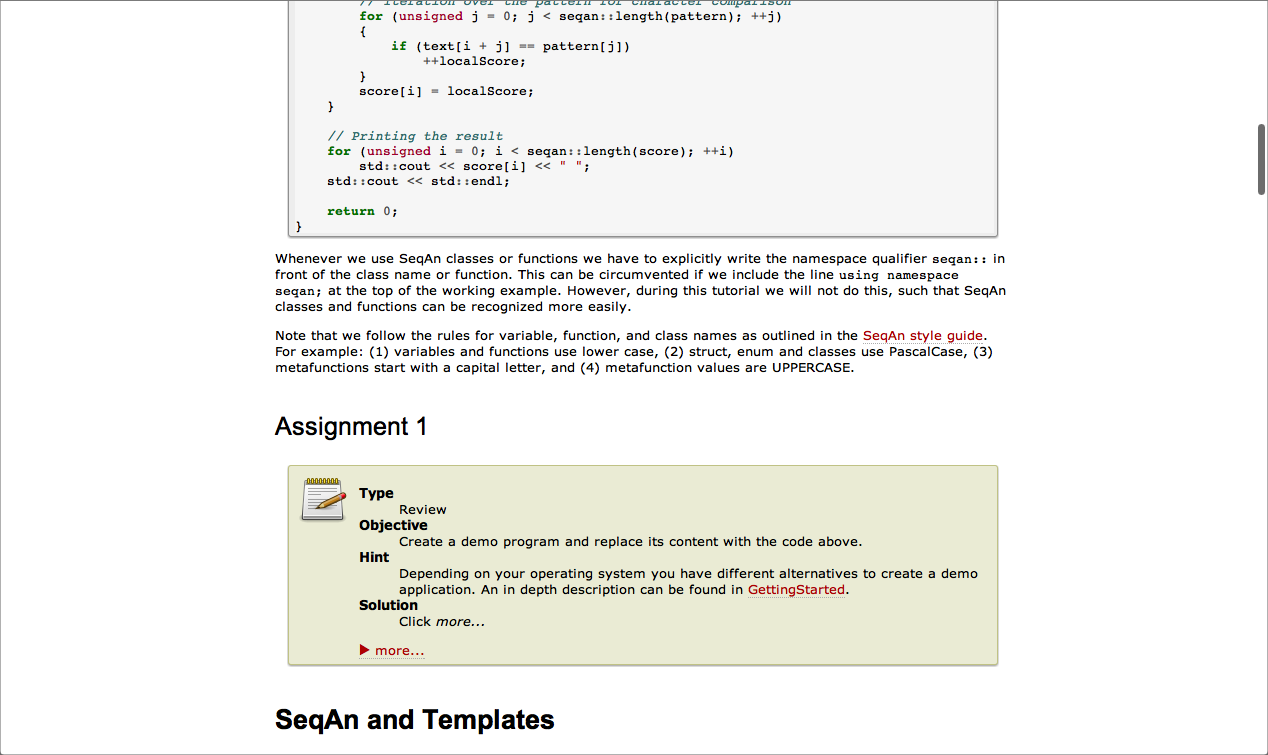 // Iteration over the pattern for character comparison
for (unsigned j = 0; j < seqan::length(pattern); ++j)
{
if (text[i + j] == pattern[j])
++localScore;
}
score[i] = localScore;
}
// Printing the result
for (unsigned i = 0; i < seqan::length(score); ++i)
std::cout << score[i] << " ";
std::cout << std::endl;
return 0;
}
Whenever we use SeqAn classes or functions we have to explicitly write the namespace qualifier seqan:: in
front of the class name or function. This can be circumvented if we include the line using namespace
seqan; at the top of the working example. However, during this tutorial we will not do this, such that SeqAn
classes and functions can be recognized more easily.
Note that we follow the rules for variable, function, and class names as outlined in the SeqAn style guide.
For example: (1) variables and functions use lower case, (2) struct, enum and classes use PascalCase, (3)
metafunctions start with a capital letter, and (4) metafunction values are UPPERCASE.
Assignment 1
Type
Review
Objective
Create a demo program and replace its content with the code above.
Hint
Depending on your operating system you have different alternatives to create a demo
application. An in depth description can be found in GettingStarted.
Solution
Click more...
more...
SeqAn and Templates